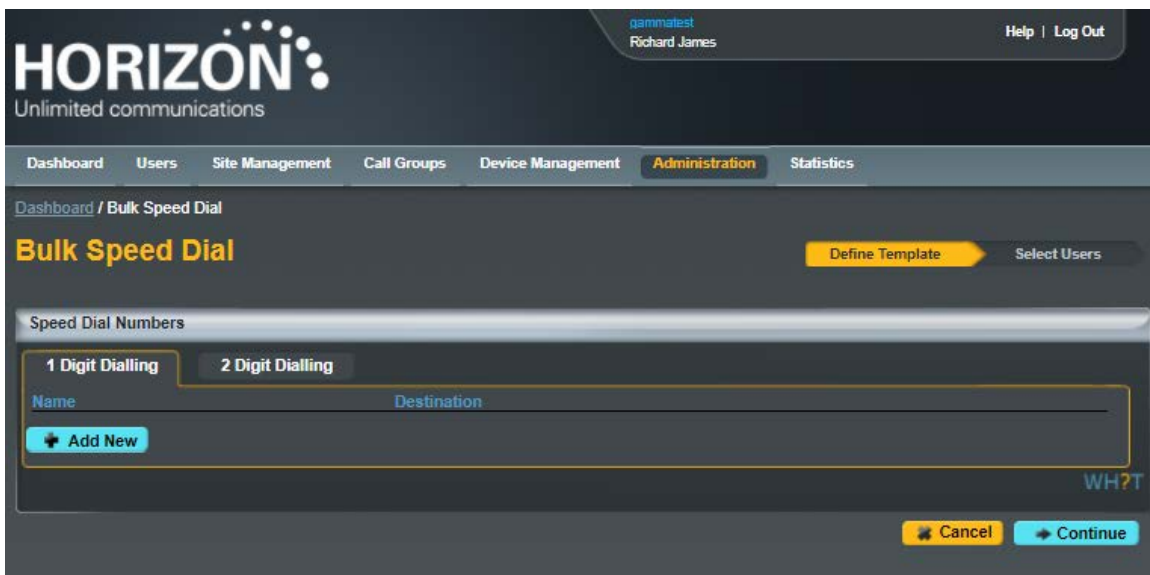 gammatest
Richard James
Help | Log Out
HORIZON
Unlimited communications
Dashboard Users Site Management Call Groups Device Management Administration Statistics
Dashboard / Bulk Speed Dial
Bulk Speed Dial
Define Template Select Users
Speed Dial Numbers
1 Digit Dialling 2 Digit Dialling
Name Destination
Add New
WH?T
Cancel Continue